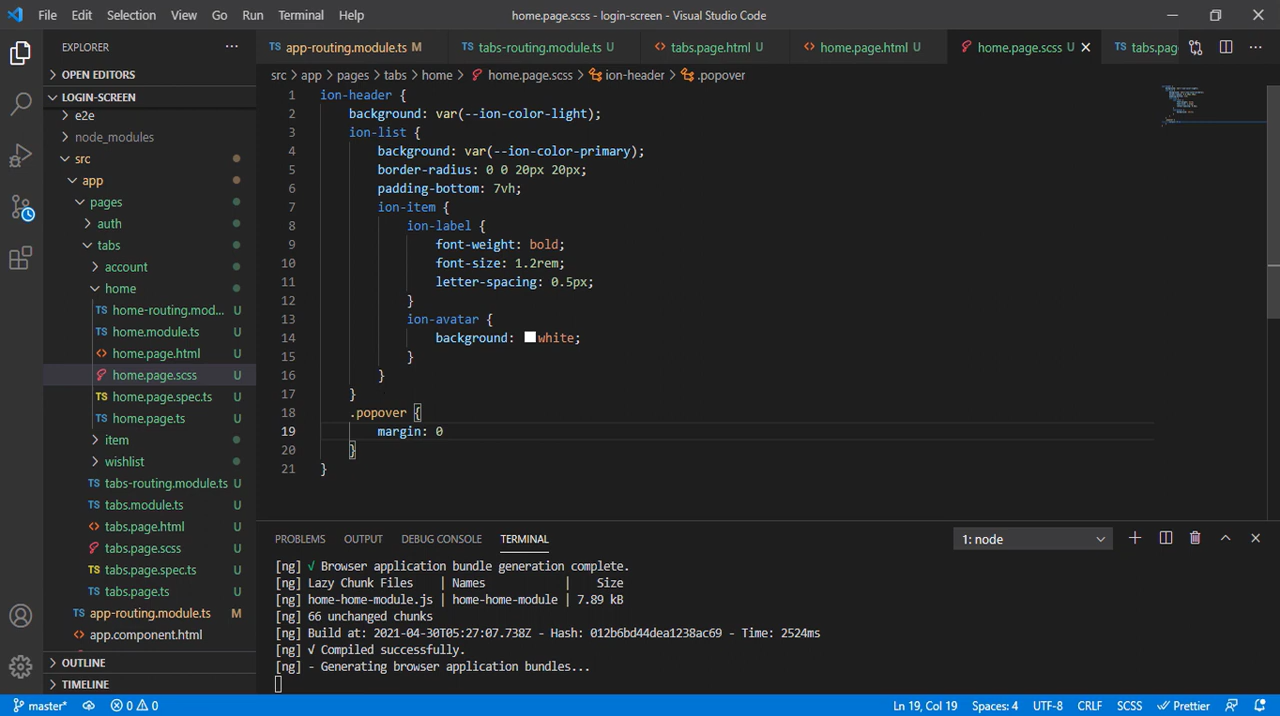 File Edit Selection View Go Run Terminal Help home.page.scss - login-screen - Visual Studio Code
EXPLORER
OPEN EDITORS
LOGIN-SCREEN
e2e
node_modules
src
app
pages
auth
tabs
account
home
home-routing.mod... U
home.module.ts U
home.page.html U
home.page.scss U
home.page.spec.ts U
home.page.ts U
item
wishlist
tabs-routing.module.ts U
tabs.module.ts U
tabs.page.html U
tabs.page.scss U
tabs.page.spec.ts U
tabs.page.ts U
app-routing.module.ts M
app.component.html
OUTLINE
TIMELINE
app-routing.module.ts M tabs-routing.module.ts U tabs.page.html U home.page.html U home.page.scss U tabs.pag
src > app > pages > tabs > home > home.page.scss > ion-header > .popover
1 ion-header {
2 background: var(--ion-color-light);
3 ion-list {
4 background: var(--ion-color-primary);
5 border-radius: 0 0 20px 20px;
6 padding-bottom: 7vh;
7 ion-item {
8 ion-label {
9 font-weight: bold;
10 font-size: 1.2rem;
11 letter-spacing: 0.5px;
12 }
13 ion-avatar {
14 background: white;
15 }
16 }
17 }
18 .popover {
19 margin: 0
20 }
21 }
PROBLEMS OUTPUT DEBUG CONSOLE TERMINAL 1: node
[ng] √ Browser application bundle generation complete.
[ng] Lazy Chunk Files | Names | Size
[ng] home-home-module.js | home-home-module | 7.89 kB
[ng] 66 unchanged chunks
[ng] Build at: 2021-04-30T05:27:07.738Z - Hash: 012b6bd44dea1238ac69 - Time: 2524ms
[ng] √ Compiled successfully.
[ng] - Generating browser application bundles...
master* 0 0 Ln 19, Col 19 Spaces: 4 UTF-8 CRLF SCSS Prettier